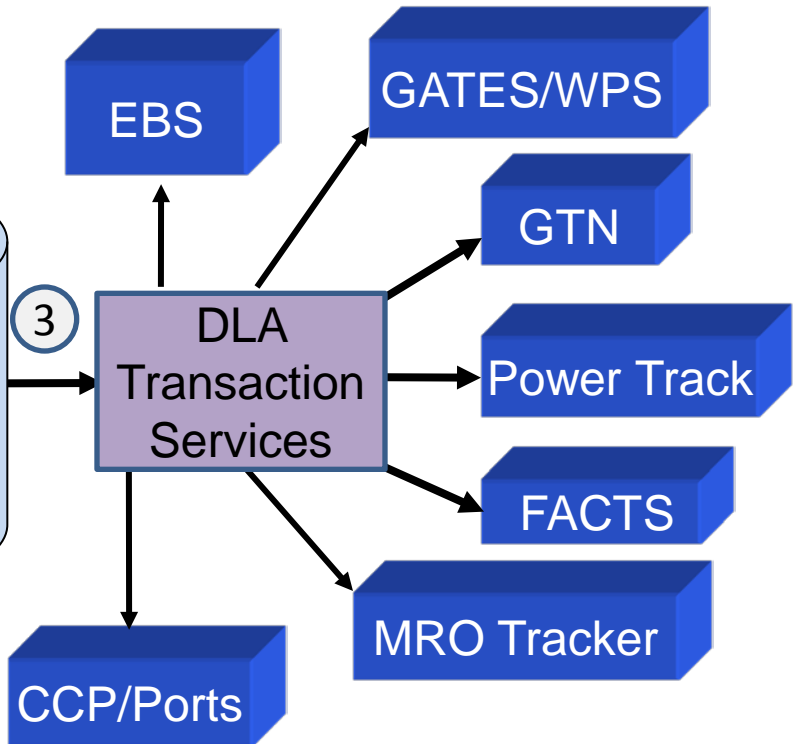 EBS
GATES/WPS
GTN
3
DLA
Transaction
Services
Power Track
FACTS
MRO Tracker
CCP/Ports